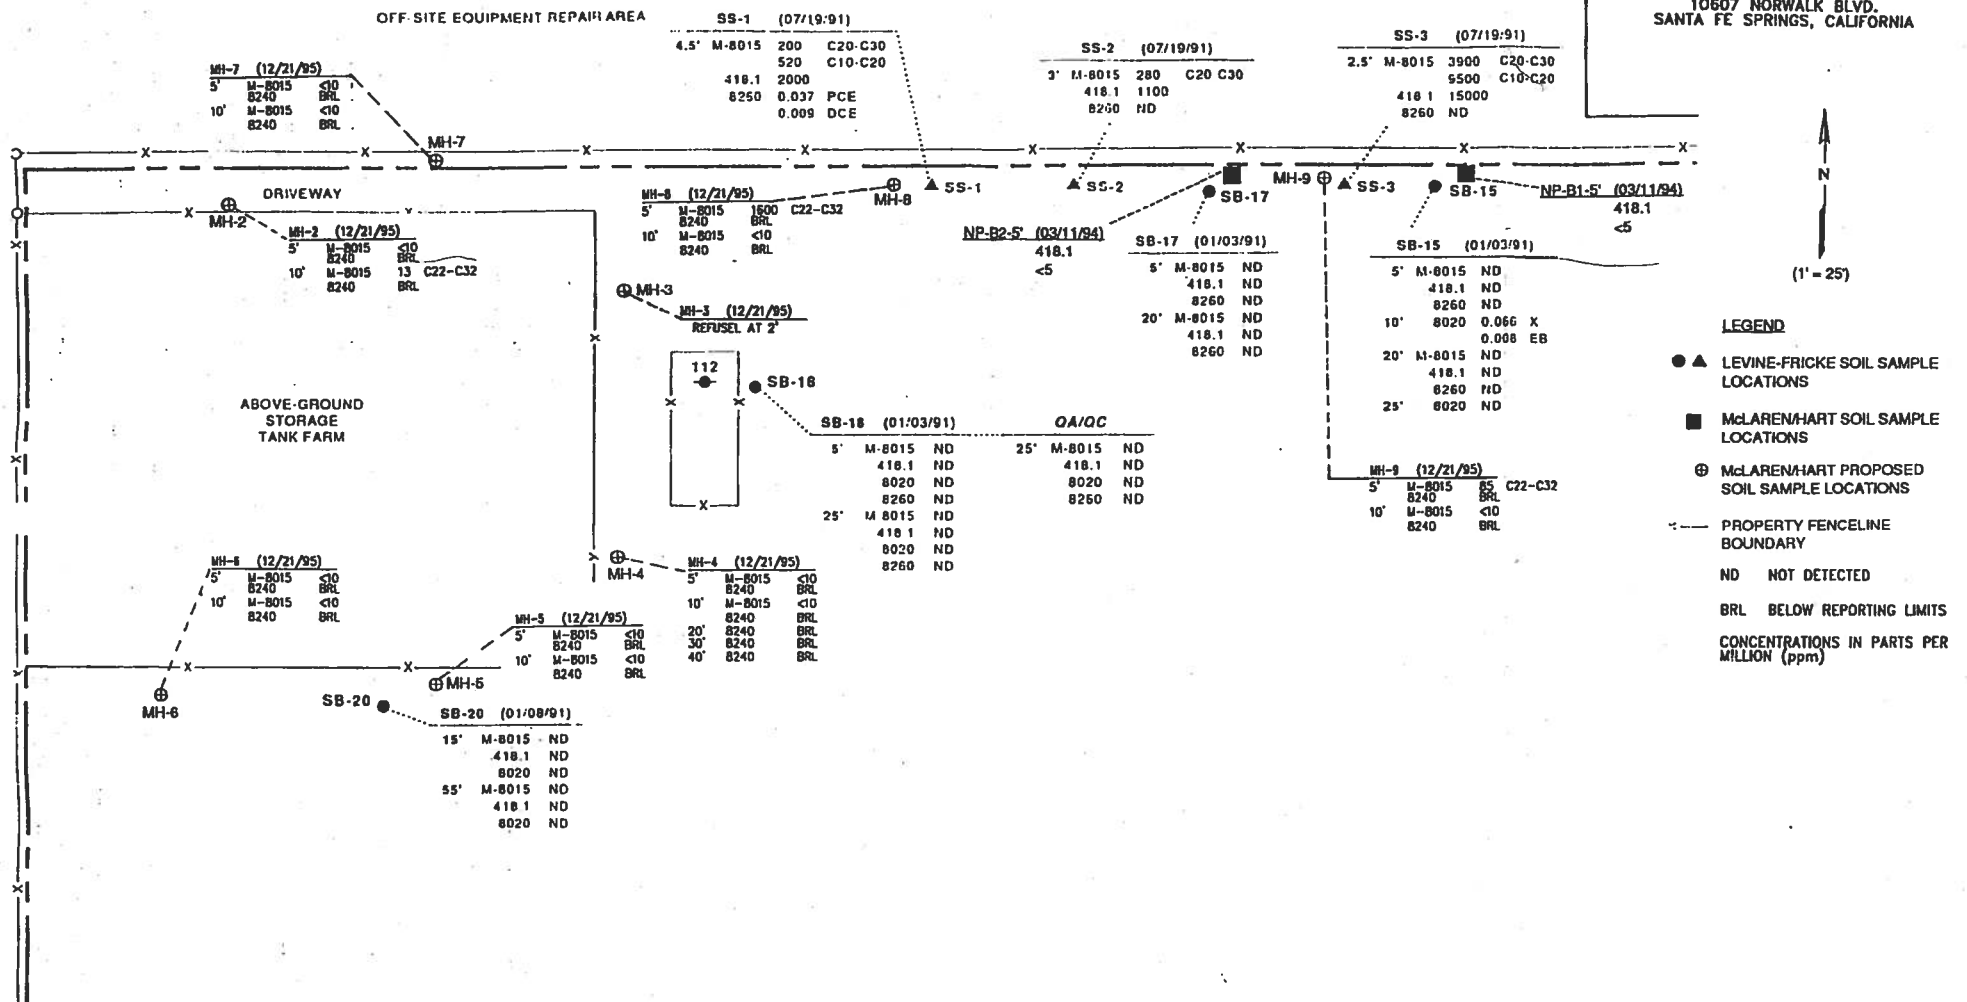 10607 NORWALK BLVD.
SANTA FE SPRINGS, CALIFORNIA
OFF-SITE EQUIPMENT REPAIR AREA
SS-1 (07/19/91)
4.5' M-8015 200 C20-C30
520 C10-C20
418.1 2000
8260 0.037 PCE
0.009 DCE
SS-2 (07/19/91)
3' M-8015 280 C20 C30
418.1 1100
8260 ND
SS-3 (07/19/91)
2.5' M-8015 3900 C20-C30
9500 C10-C20
418 1 15000
8260 ND
MH-7 (12/21/95)
5' M-8015 <10
8240 BRL
10' M-8015 <10
8240 BRL
MH-7
DRIVEWAY
MH-2
MH-2 (12/21/95)
5' M-8015 <10
8240 BRL
10' M-8015 13 C22-C32
8240 BRL
MH-8 (12/21/95)
5' M-8015 1600 C22-C32
8240 BRL
10' M-8015 <10
8240 BRL
MH-8
SS-1
SS-2
SB-17
MH-9
SS-3
SB-15
NP-B1-5' (03/11/94)
418.1
<5
NP-B2-5' (03/11/94)
418.1
<5
SB-17 (01/03/91)
5' M-8015 ND
418.1 ND
8260 ND
20' M-8015 ND
418.1 ND
8260 ND
SB-15 (01/03/91)
5' M-8015 ND
418.1 ND
8260 ND
10' 8020 0.066 X
0.008 EB
20' M-8015 ND
418.1 ND
8260 ND
25' 8020 ND
N
(1' = 25')
MH-3
MH-3 (12/21/95)
REFUSEL AT 2'
112
SB-18
ABOVE-GROUND
STORAGE
TANK FARM
SB-18 (01/03/91)
5' M-8015 ND
418.1 ND
8020 ND
8260 ND
25' M 8015 ND
418 1 ND
8020 ND
8260 ND
QA/QC
25' M-8015 ND
418.1 ND
8020 ND
8260 ND
MH-9 (12/21/95)
5' M-8015 85 C22-C32
8240 BRL
10' M-8015 <10
8240 BRL
LEGEND
LEVINE-FRICKE SOIL SAMPLE
LOCATIONS
McLAREN/HART SOIL SAMPLE
LOCATIONS
McLAREN/HART PROPOSED
SOIL SAMPLE LOCATIONS
PROPERTY FENCELINE
BOUNDARY
ND NOT DETECTED
BRL BELOW REPORTING LIMITS
CONCENTRATIONS IN PARTS PER
MILLION (ppm)
MH-6 (12/21/95)
5' M-8015 <10
8240 BRL
10' M-8015 <10
8240 BRL
MH-4
MH-4 (12/21/95)
5' M-8015 <10
8240 BRL
10' M-8015 <10
8240 BRL
20' 8240 BRL
30' 8240 BRL
40' 8240 BRL
MH-5 (12/21/95)
5' M-8015 <10
8240 BRL
10' M-8015 <10
8240 BRL
MH-5
MH-6
SB-20
SB-20 (01/08/91)
15' M-8015 ND
418.1 ND
8020 ND
55' M-8015 ND
418 1 ND
8020 ND